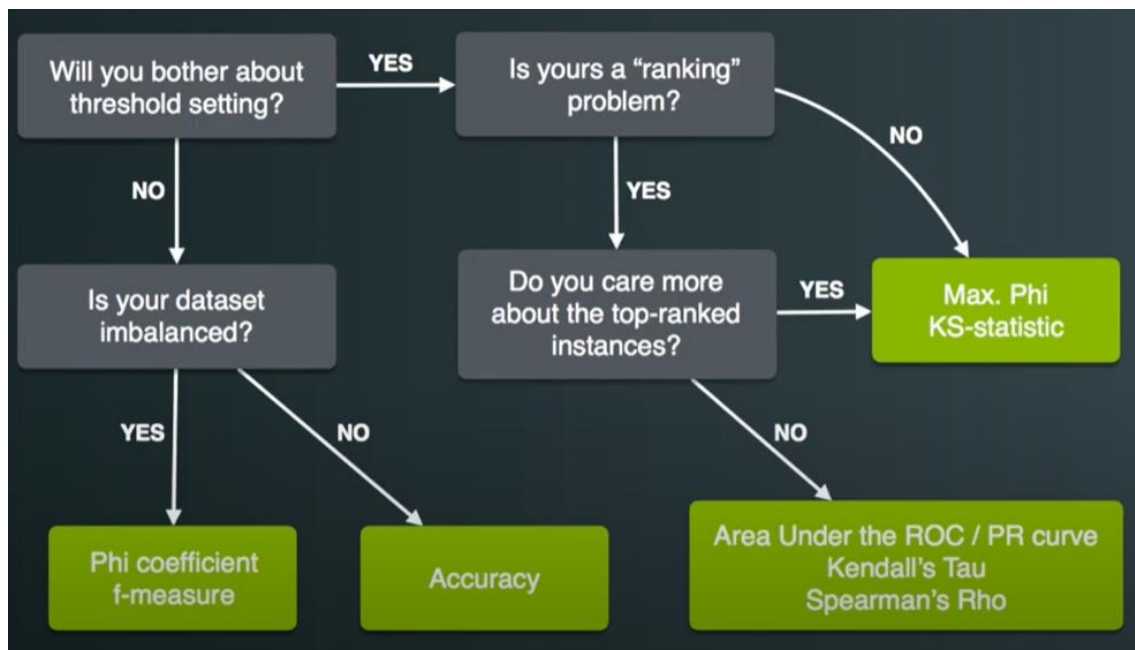 Will you bother about
threshold setting?
YES
Is yours a “ranking”
problem?
NO
NO
YES
Is your dataset
imbalanced?
Do you care more
about the top-ranked
instances?
YES
Max. Phi
KS-statistic
YES
NO
NO
Phi coefficient
f-measure
Accuracy
Area Under the ROC / PR curve
Kendall’s Tau
Spearman’s Rho